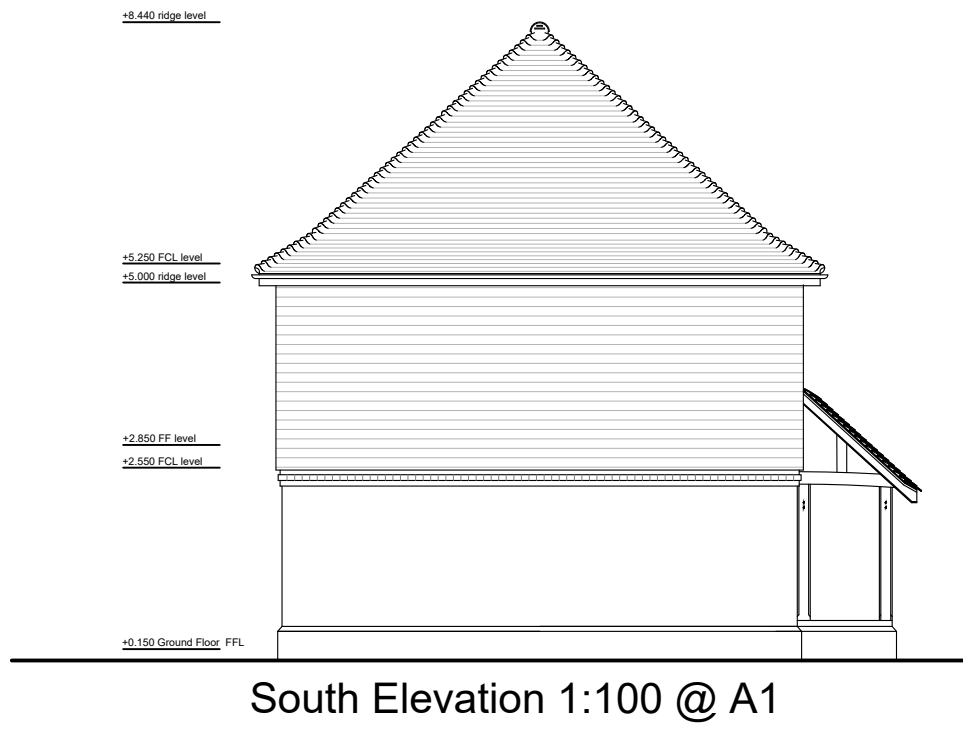 +8.440 ridge level
+5.250 FCL level
+5.000 ridge level
+2.850 FF level
+2.550 FCL level
+0.150 Ground Floor FFL
South Elevation 1:100 @ A1